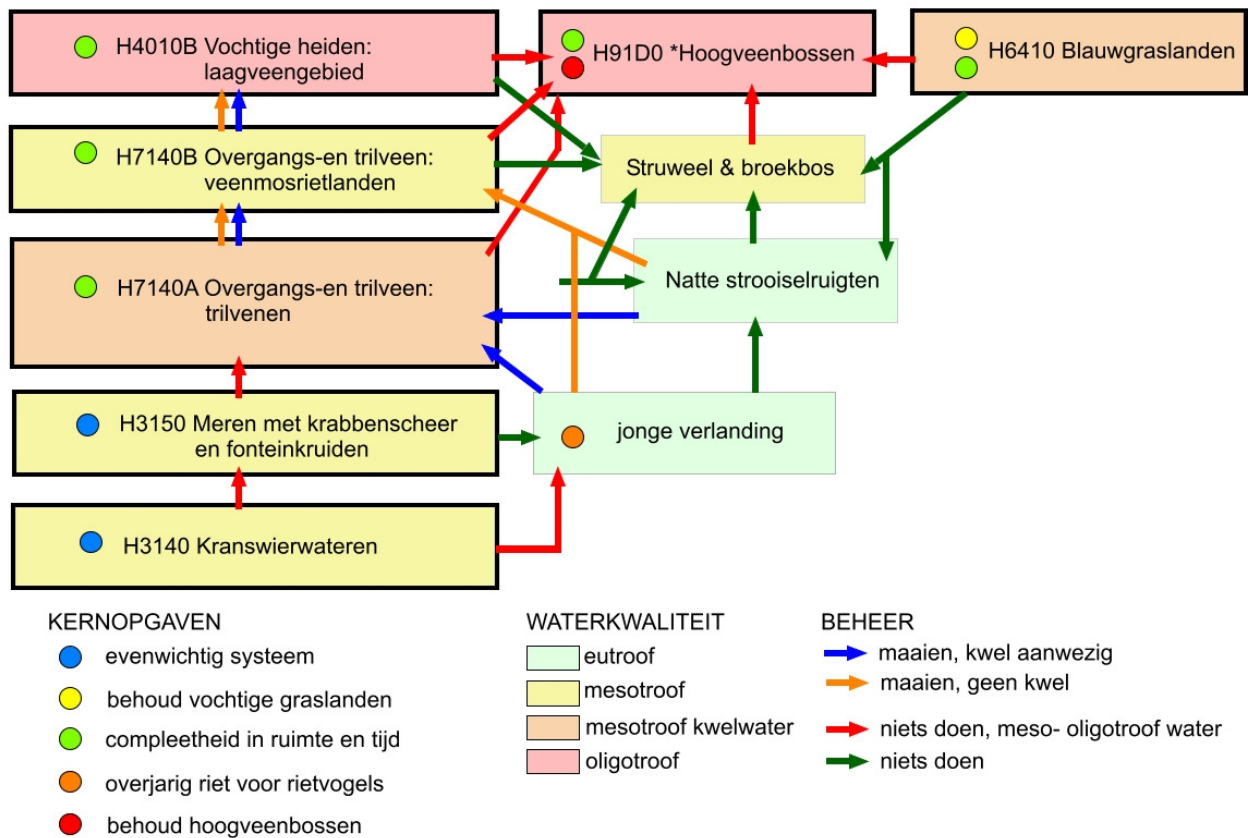 H4010B Vochtige heiden:
laagveengebied
H91D0 *Hoogveenbossen
H6410 Blauwgraslanden
H7140B Overgangs-en trilveen:
veenmosrietlanden
Struweel & broekbos
H7140A Overgangs-en trilveen:
trilvenen
Natte strooiselruigten
H3150 Meren met krabbenscheer
en fonteinkruiden
jonge verlanding
H3140 Kranswierwateren
KERNOPGAVEN
evenwichtig systeem
behoud vochtige graslanden
compleetheid in ruimte en tijd
overjarig riet voor rietvogels
behoud hoogveenbossen
WATERKWALITEIT
eutroof
mesotroof
mesotroof kwelwater
oligotroof
BEHEER
maaien, kwel aanwezig
maaien, geen kwel
niets doen, meso- oligotroof water
niets doen